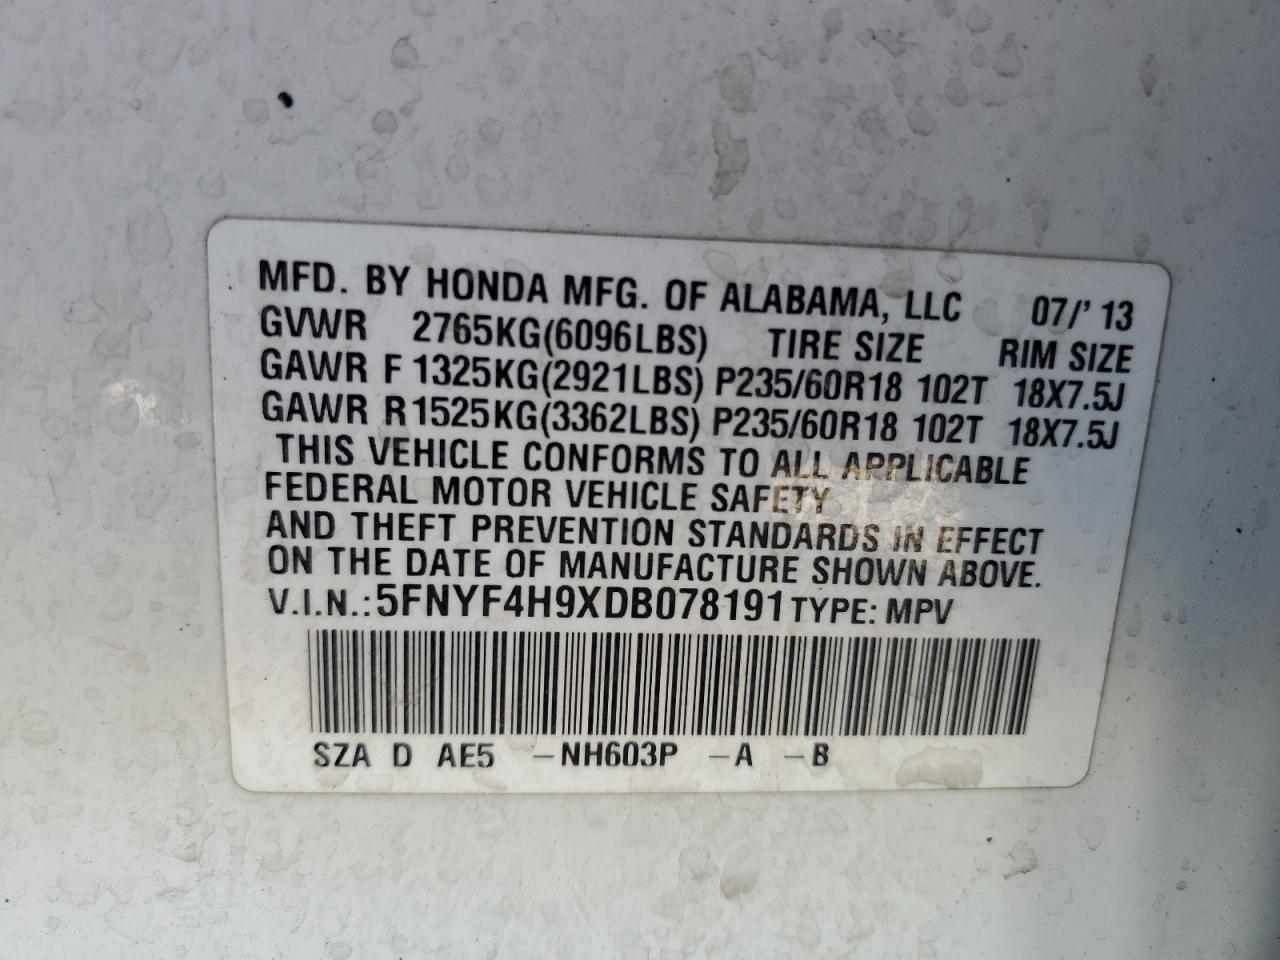 MFD. BY HONDA MFG. OF ALABAMA, LLC 07/'13
GVWR 2765KG(6096LBS) TIRE SIZE RIM SIZE
GAWR F 1325KG(2921LBS) P235/60R18 102T 18X7.5J
GAWR R 1525KG(3362LBS) P235/60R18 102T 18X7.5J
THIS VEHICLE CONFORMS TO ALL APPLICABLE
FEDERAL MOTOR VEHICLE SAFETY
AND THEFT PREVENTION STANDARDS IN EFFECT
ON THE DATE OF MANUFACTURE SHOWN ABOVE.
V.I.N.: 5FNYF4H9XDB078191 TYPE: MPV
SZA D AE5 –NH603P –A –B